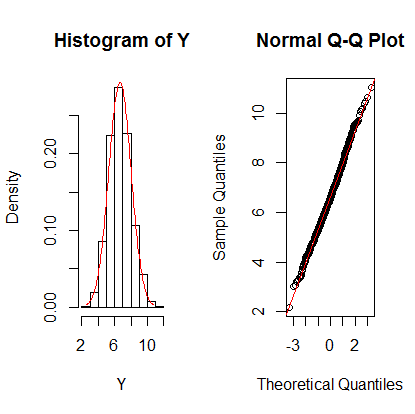 Histogram of Y
Density
0.00 0.10 0.20
2 6 10
Y
Normal Q-Q Plot
Sample Quantiles
2 4 6 8 10
-3 0 2
Theoretical Quantiles